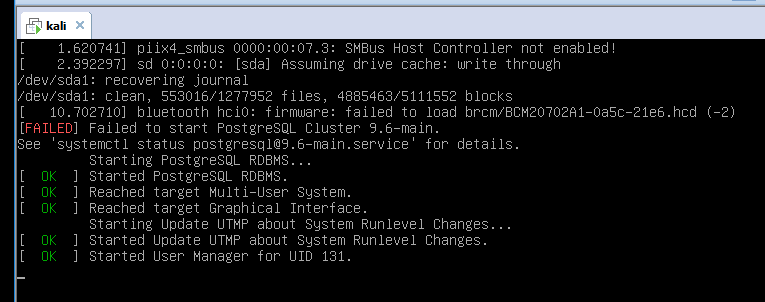 kali
[    1.620741] piix4_smbus 0000:00:07.3: SMBus Host Controller not enabled!
[    2.392297] sd 0:0:0:0: [sda] Assuming drive cache: write through
/dev/sda1: recovering journal
/dev/sda1: clean, 553016/1277952 files, 4885463/5111552 blocks
[   10.702710] bluetooth hci0: firmware: failed to load brcm/BCM20702A1-0a5c-21e6.hcd (-2)
[FAILED] Failed to start PostgreSQL Cluster 9.6-main.
See 'systemctl status postgresql@9.6-main.service' for details.
         Starting PostgreSQL RDBMS...
[  OK  ] Started PostgreSQL RDBMS.
[  OK  ] Reached target Multi-User System.
[  OK  ] Reached target Graphical Interface.
         Starting Update UTMP about System Runlevel Changes...
[  OK  ] Started Update UTMP about System Runlevel Changes.
[  OK  ] Started User Manager for UID 131.